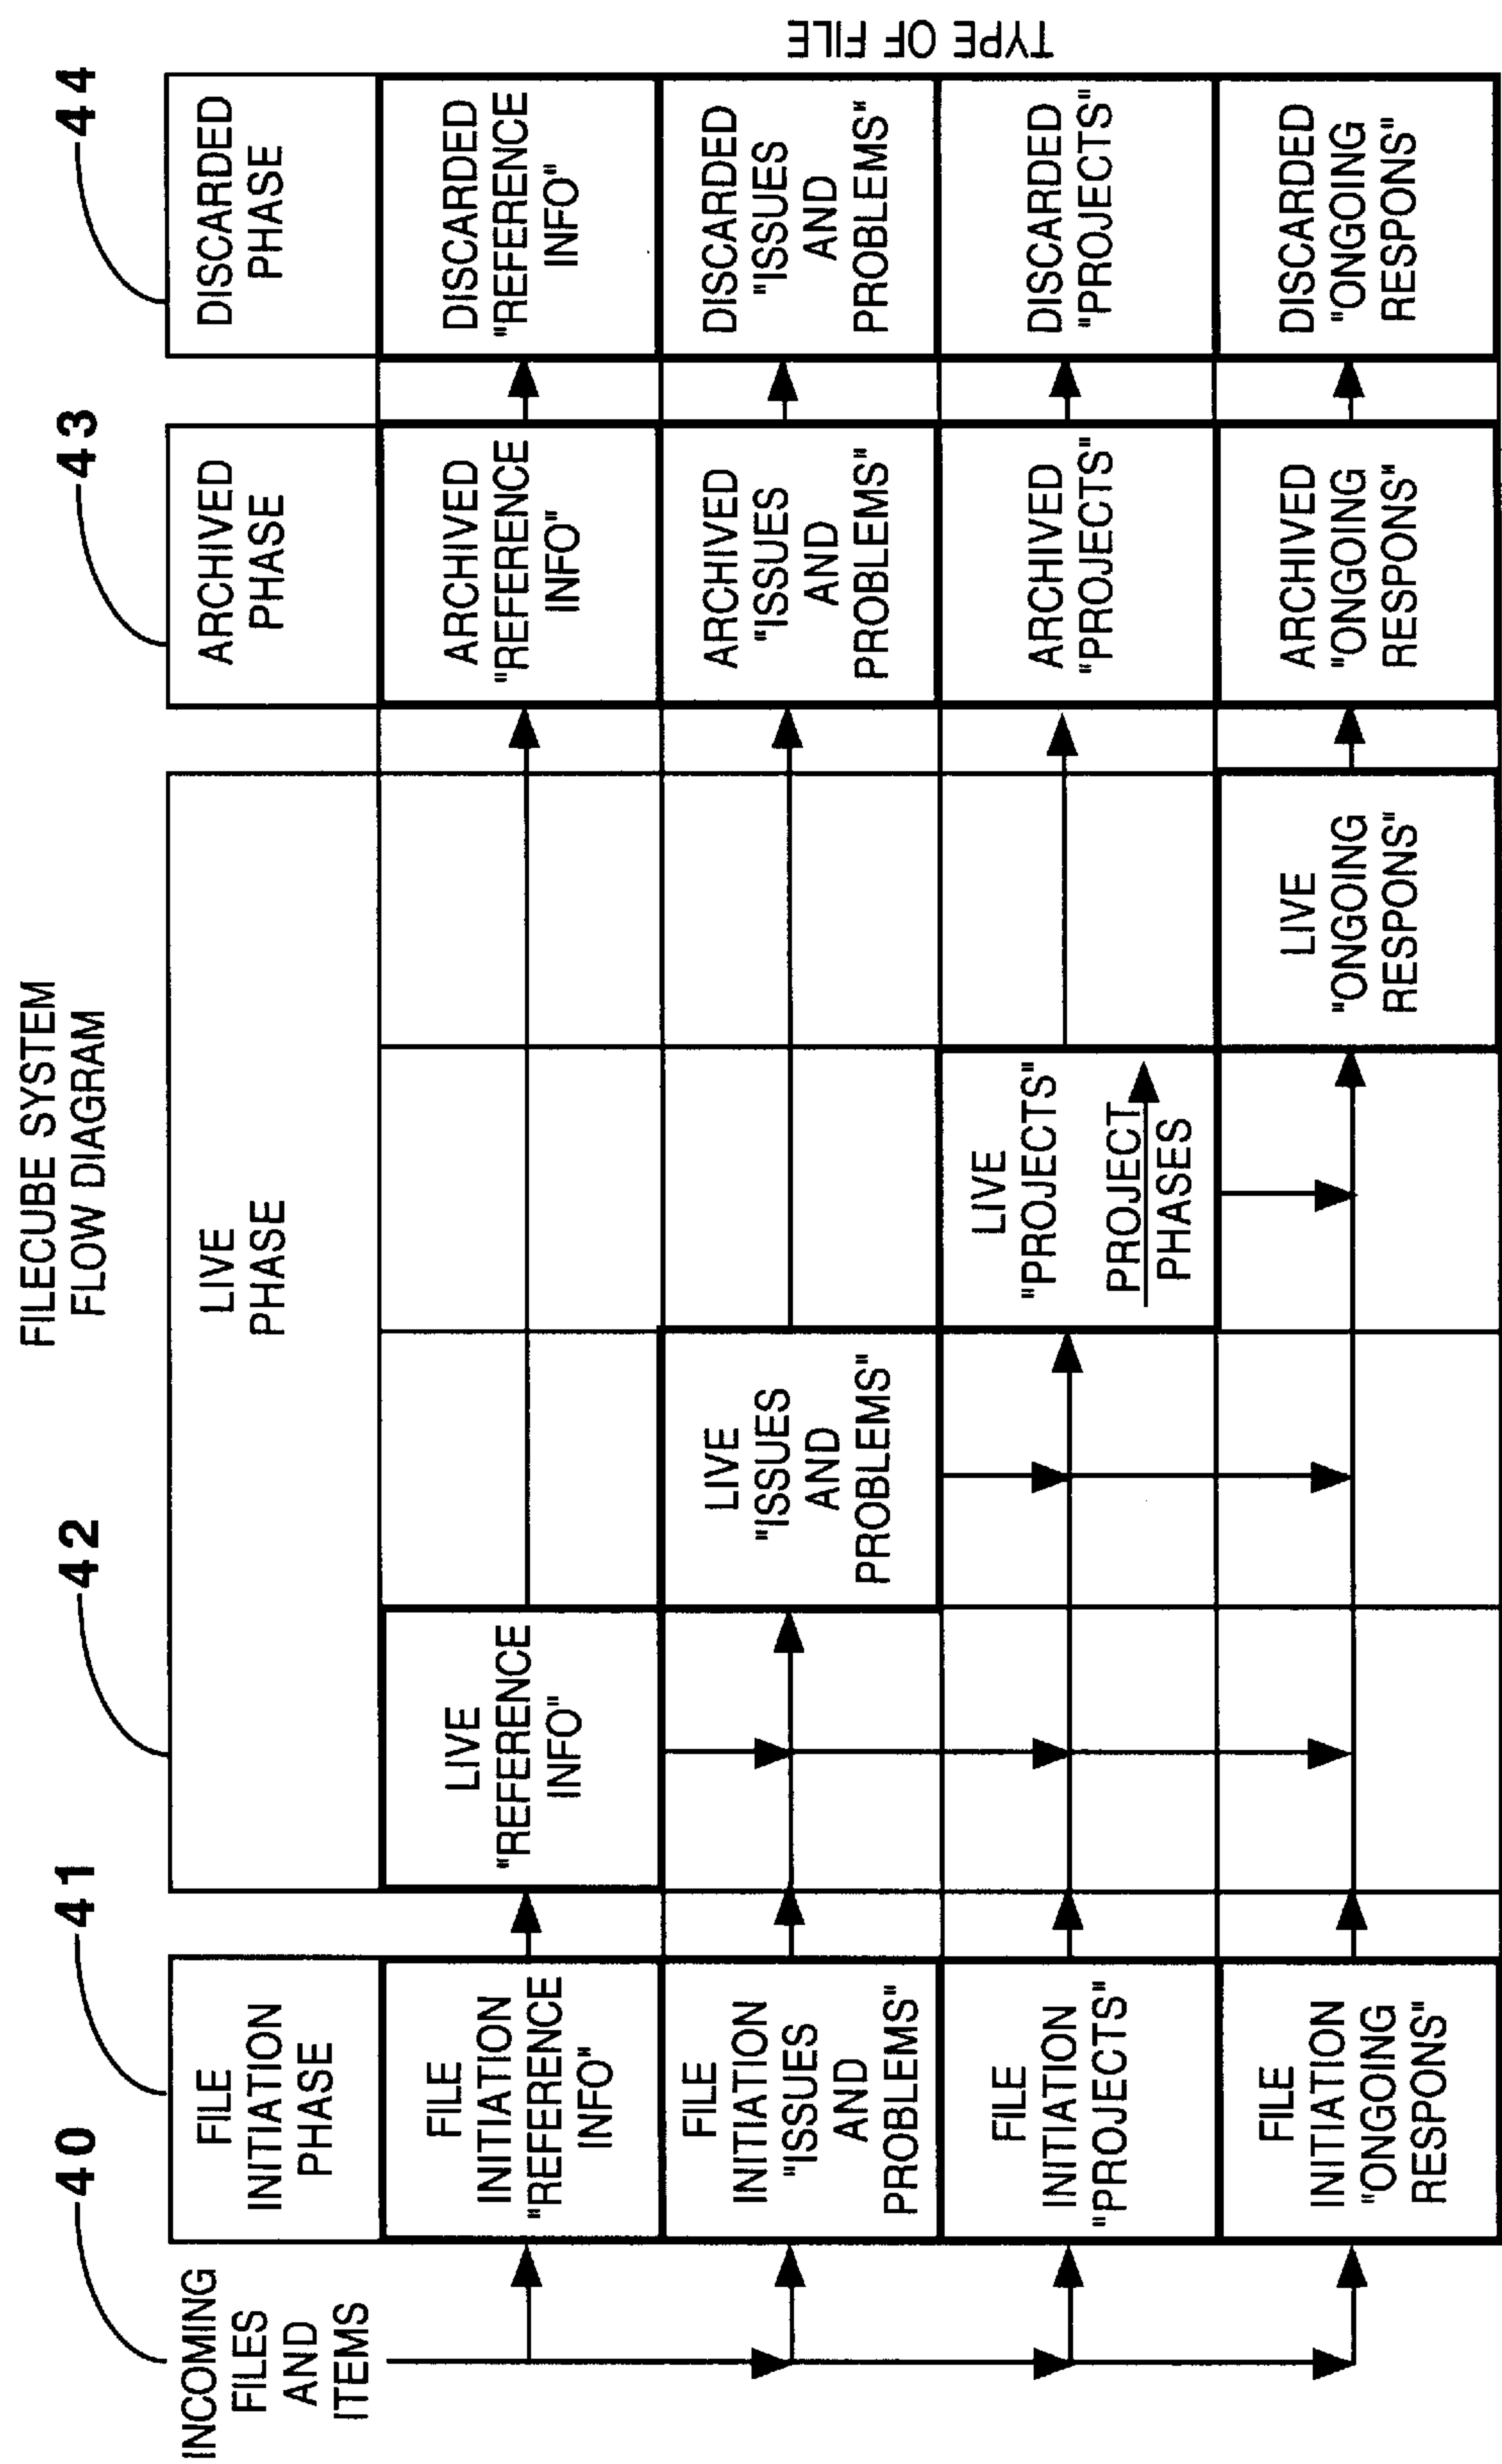 FILECUBE SYSTEM
FLOW DIAGRAM
40
41
42
43
44
INCOMING
FILES
AND
ITEMS
FILE
INITIATION
PHASE
LIVE
PHASE
ARCHIVED
PHASE
DISCARDED
PHASE
FILE
INITIATION
"REFERENCE
INFO"
LIVE
"REFERENCE
INFO"
ARCHIVED
"REFERENCE
INFO"
DISCARDED
"REFERENCE
INFO"
FILE
INITIATION
"ISSUES
AND
PROBLEMS"
LIVE
"ISSUES
AND
PROBLEMS"
ARCHIVED
"ISSUES
AND
PROBLEMS"
DISCARDED
"ISSUES
AND
PROBLEMS"
FILE
INITIATION
"PROJECTS"
LIVE
"PROJECTS"
PROJECT
PHASES
ARCHIVED
"PROJECTS"
DISCARDED
"PROJECTS"
FILE
INITIATION
"ONGOING
RESPONS"
LIVE
"ONGOING
RESPONS"
ARCHIVED
"ONGOING
RESPONS"
DISCARDED
"ONGOING
RESPONS"
TYPE OF FILE